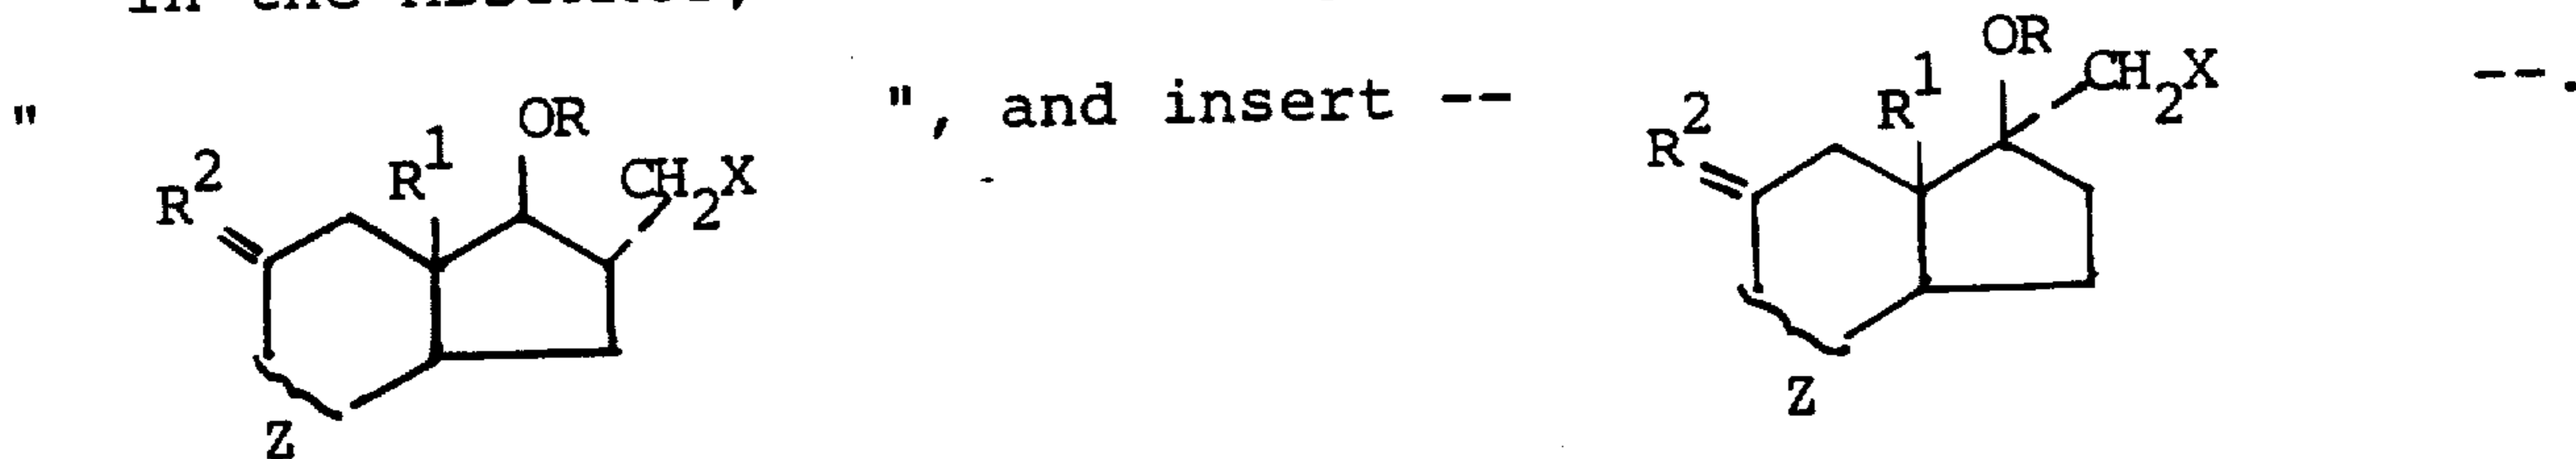 in the Abstract,
" ", and insert -- --.
R2 R1 OR CH2X
Z
R2 R1 OR CH2X
Z